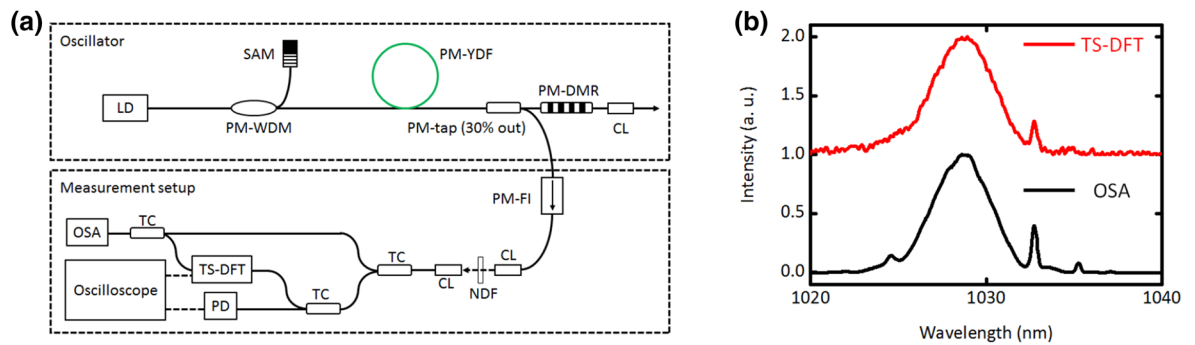 (a)
Oscillator
SAM
PM-YDF
LD
PM-WDM
PM-DMR
PM-tap (30% out)
CL
Measurement setup
PM-FI
OSA
TC
TS-DFT
TC
CL
CL
NDF
Oscilloscope
PD
TC
(b)
Intensity (a. u.)
2.0
1.5
1.0
0.5
0.0
TS-DFT
OSA
1020
1030
1040
Wavelength (nm)